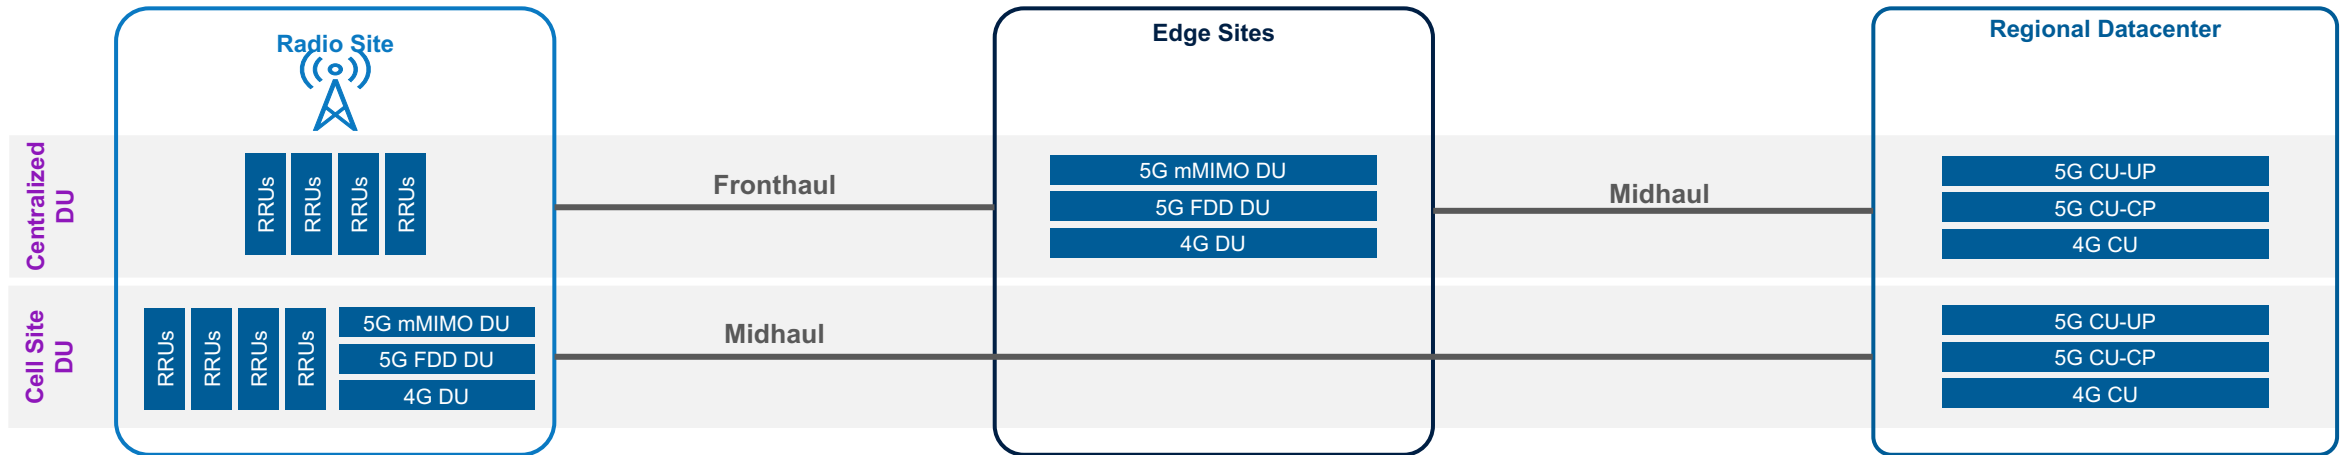 Radio Site
Edge Sites
Regional Datacenter
Centralized
DU
RRUs
RRUs
RRUs
RRUs
Fronthaul
5G mMIMO DU
5G FDD DU
4G DU
Midhaul
5G CU-UP
5G CU-CP
4G CU
Cell Site
DU
RRUs
RRUs
RRUs
RRUs
5G mMIMO DU
5G FDD DU
4G DU
Midhaul
5G CU-UP
5G CU-CP
4G CU